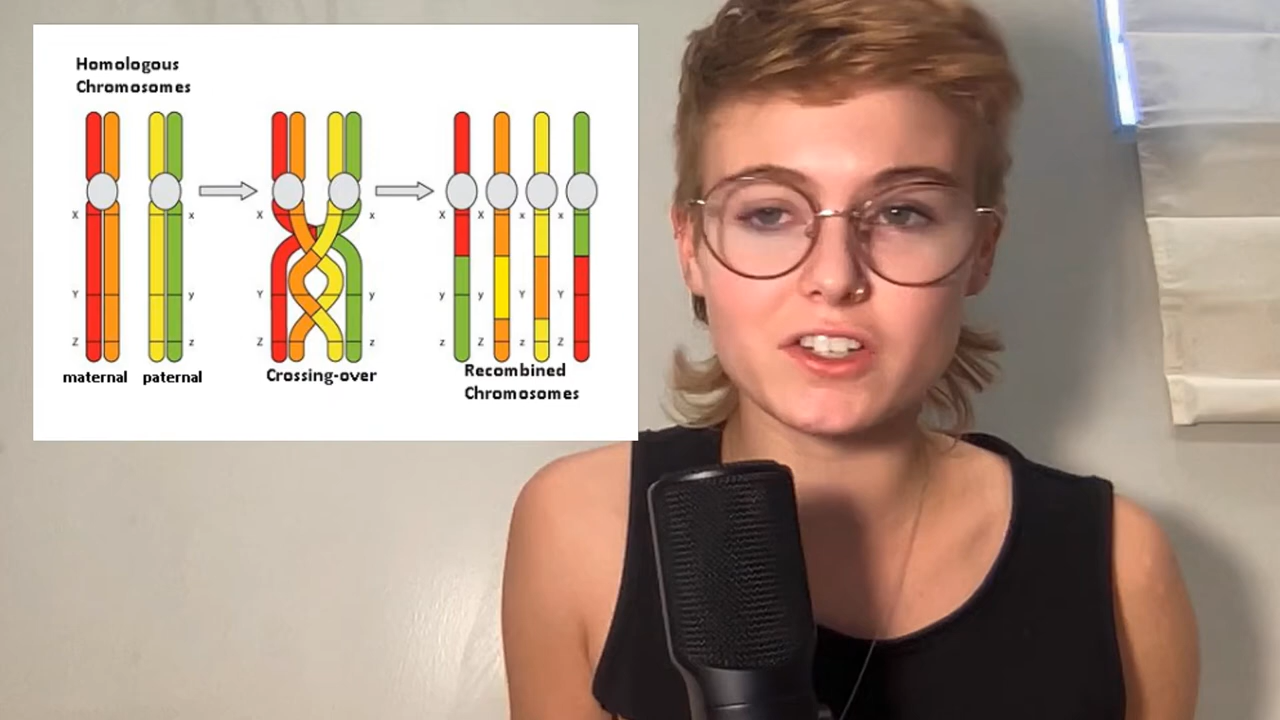 Homologous
Chromosomes
X x X x X X x x
Y y Y y y y Y Y
Z z Z z z Z z Z
maternal paternal Crossing-over Recombined
Chromosomes